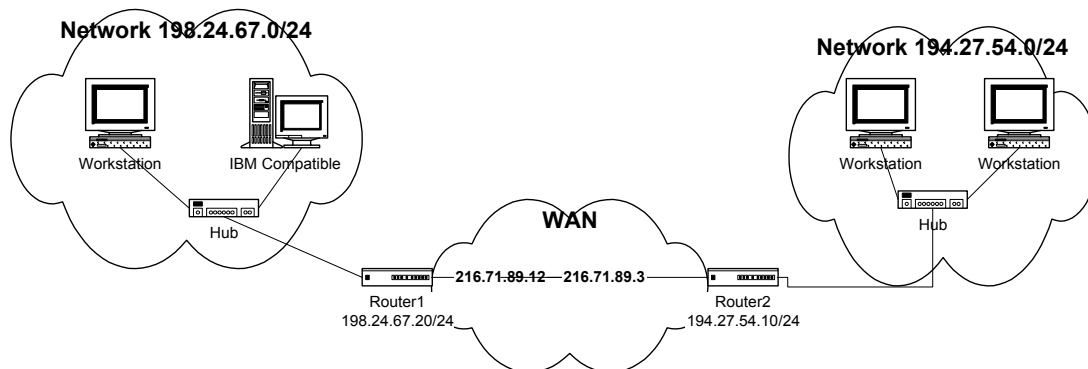 Network 198.24.67.0/24
Network 194.27.54.0/24
Workstation
IBM Compatible
Workstation
Workstation
Hub
Hub
WAN
216.71.89.12
216.71.89.3
Router1
198.24.67.20/24
Router2
194.27.54.10/24